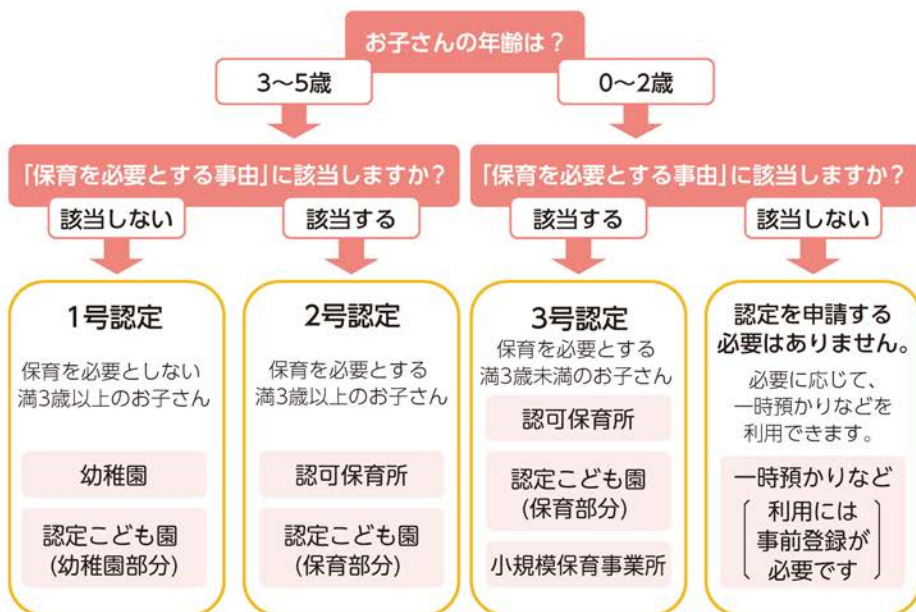 お子さんの年齢は？
3～5歳
0～2歳
「保育を必要とする事由」に該当しますか？
「保育を必要とする事由」に該当しますか？
該当しない
該当する
該当する
該当しない
1号認定
保育を必要としない
満3歳以上のお子さん
幼稚園
認定こども園
(幼稚園部分)
2号認定
保育を必要とする
満3歳以上のお子さん
認可保育所
認定こども園
(保育部分)
3号認定
保育を必要とする
満3歳未満のお子さん
認可保育所
認定こども園
(保育部分)
小規模保育事業所
認定を申請する
必要はありません。
必要に応じて、
一時預かりなどを
利用できます。
一時預かりなど
利用には
事前登録が
必要です